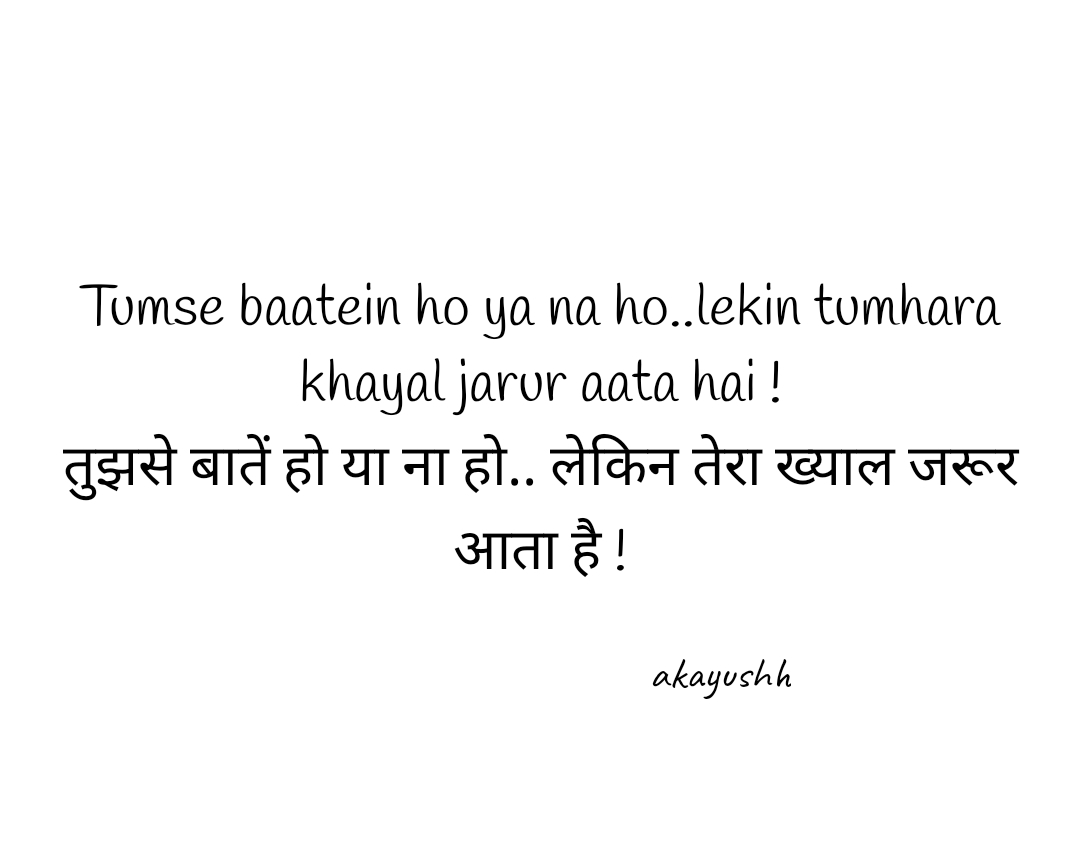 Tumse baatein ho ya na ho..lekin tumhara
khayal jarur aata hai !
तुझसे बातें हो या ना हो.. लेकिन तेरा ख्याल जरूर
आता है !
akayushh